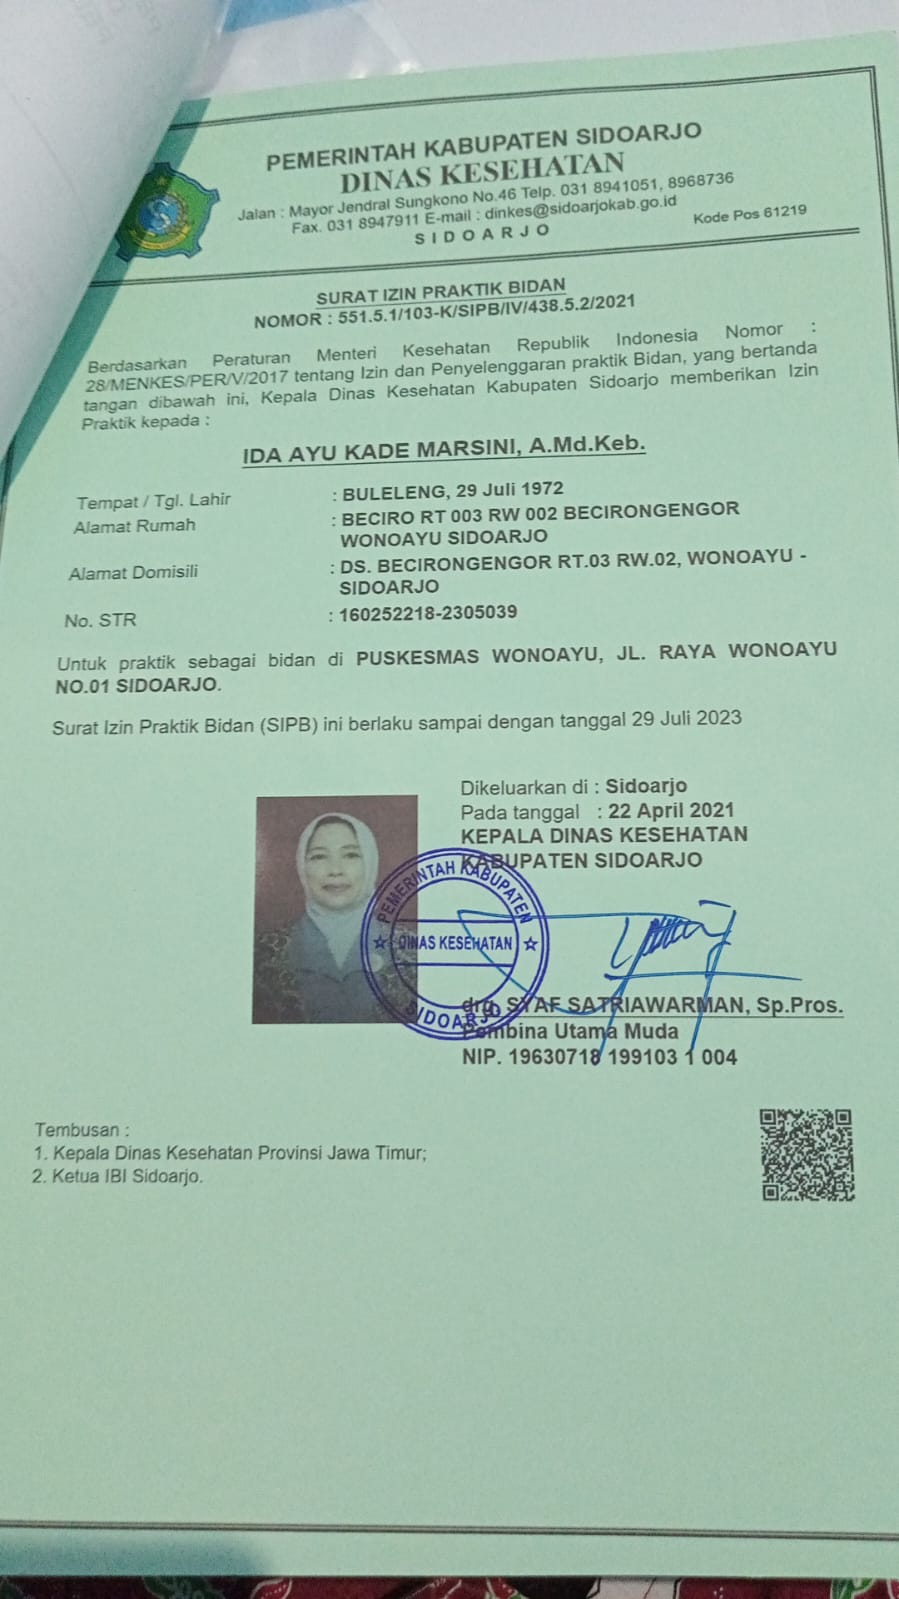 PEMERINTAH KABUPATEN SIDOARJO
DINAS KESEHATAN
Jalan : Mayor Jendral Sungkono No.46 Telp. 031 8941051, 8968736
Fax. 031 8947911 E-mail : dinkes@sidoarjokab.go.id
SIDOARJO
Kode Pos 61219
SURAT IZIN PRAKTIK BIDAN
NOMOR : 551.5.1/103-K/SIPB/IV/438.5.2/2021
Berdasarkan Peraturan Menteri Kesehatan Republik Indonesia Nomor :
28/MENKES/PER/V/2017 tentang Izin dan Penyelenggaran praktik Bidan, yang bertanda
tangan dibawah ini, Kepala Dinas Kesehatan Kabupaten Sidoarjo memberikan Izin
Praktik kepada :
IDA AYU KADE MARSINI, A.Md.Keb.
Tempat / Tgl. Lahir : BULELENG, 29 Juli 1972
Alamat Rumah : BECIRO RT 003 RW 002 BECIRONGENGOR
WONOAYU SIDOARJO
Alamat Domisili : DS. BECIRONGENGOR RT.03 RW.02, WONOAYU -
SIDOARJO
No. STR : 160252218-2305039
Untuk praktik sebagai bidan di PUSKESMAS WONOAYU, JL. RAYA WONOAYU
NO.01 SIDOARJO.
Surat Izin Praktik Bidan (SIPB) ini berlaku sampai dengan tanggal 29 Juli 2023
Dikeluarkan di : Sidoarjo
Pada tanggal : 22 April 2021
KEPALA DINAS KESEHATAN
KABUPATEN SIDOARJO
PEMERINTAH KABUPATEN
DINAS KESEHATAN
SIDOARJO
drg. SYAF SATRIAWARMAN, Sp.Pros.
Pembina Utama Muda
NIP. 19630718 199103 1 004
Tembusan :
1. Kepala Dinas Kesehatan Provinsi Jawa Timur;
2. Ketua IBI Sidoarjo.